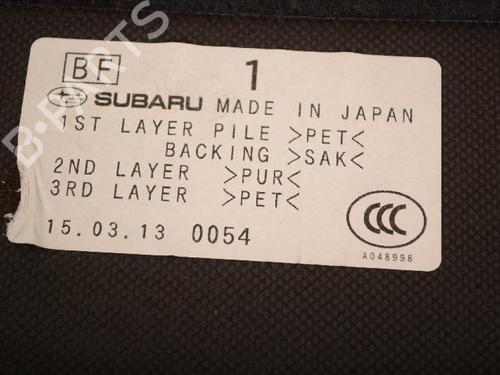 BF 1
SUBARU MADE IN JAPAN
1ST LAYER PILE >PET<
BACKING >SAK<
2ND LAYER >PUR<
3RD LAYER >PET<
15.03.13 0054
CCC
A048998
B-PARTS